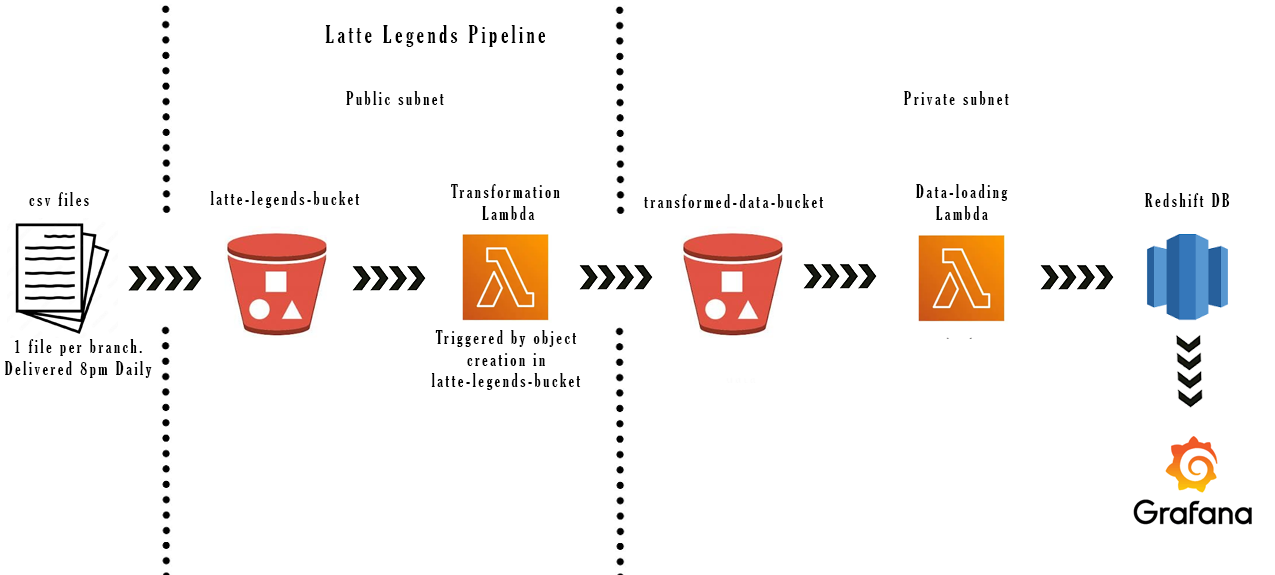 Latte Legends Pipeline
Public subnet
Private subnet
csv files
latte-legends-bucket
Transformation
Lambda
transformed-data-bucket
Data-loading
Lambda
Redshift DB
1 file per branch.
Delivered 8pm Daily
Triggered by object
creation in
latte-legends-bucket
Grafana